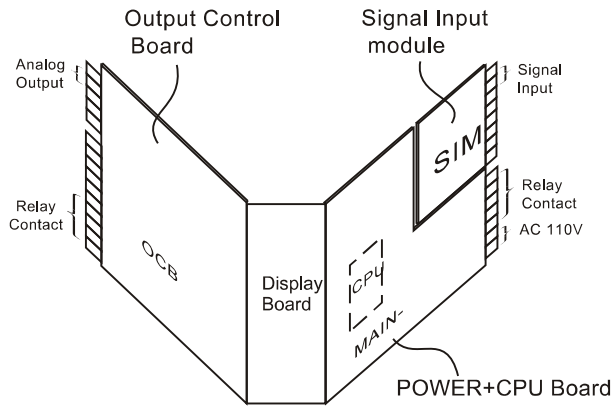 Output Control
Board
Signal Input
module
Analog
Output
Signal
Input
SIM
Relay
Contact
Relay
Contact
AC 110V
OCB
Display
Board
CPU
MAIN-
POWER+CPU Board